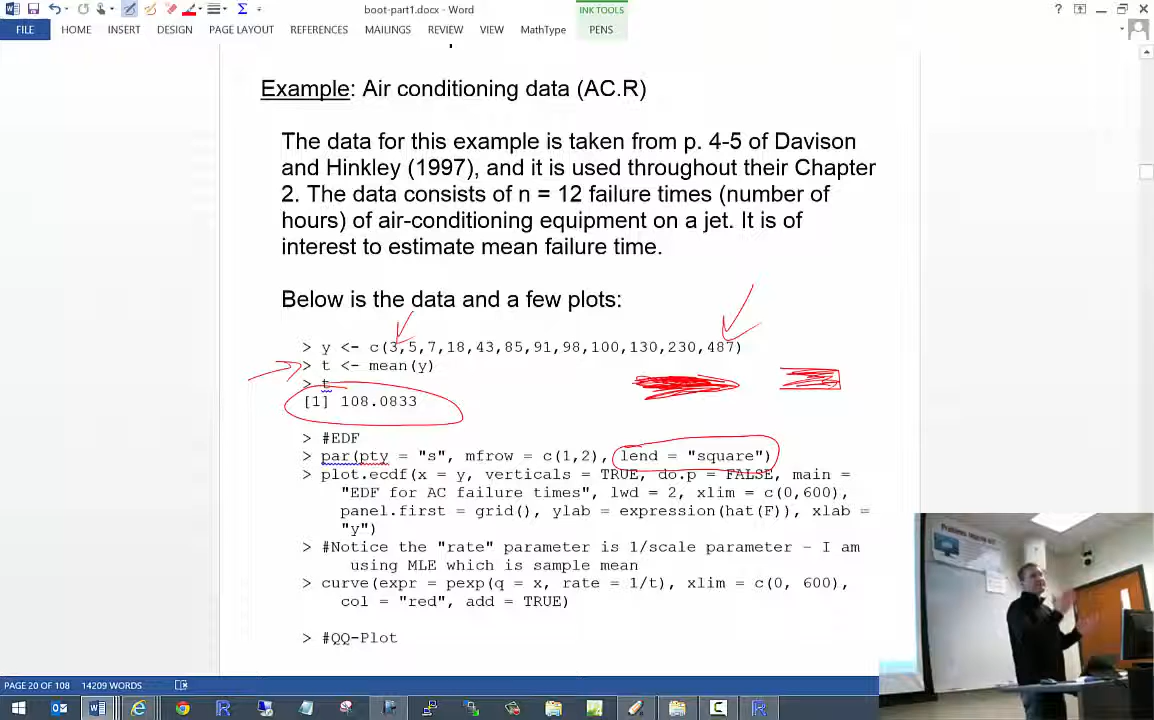 boot-part1.docx - Word
INK TOOLS
FILE HOME INSERT DESIGN PAGE LAYOUT REFERENCES MAILINGS REVIEW VIEW MathType PENS
Example: Air conditioning data (AC.R)
The data for this example is taken from p. 4-5 of Davison
and Hinkley (1997), and it is used throughout their Chapter
2. The data consists of n = 12 failure times (number of
hours) of air-conditioning equipment on a jet. It is of
interest to estimate mean failure time.
Below is the data and a few plots:
> y <- c(3,5,7,18,43,85,91,98,100,130,230,487)
> t <- mean(y)
> t
[1] 108.0833
> #EDF
> par(pty = "s", mfrow = c(1,2), lend = "square")
> plot.ecdf(x = y, verticals = TRUE, do.p = FALSE, main =
"EDF for AC failure times", lwd = 2, xlim = c(0,600),
panel.first = grid(), ylab = expression(hat(F)), xlab =
"y")
> #Notice the "rate" parameter is 1/scale parameter – I am
using MLE which is sample mean
> curve(expr = pexp(q = x, rate = 1/t), xlim = c(0, 600),
col = "red", add = TRUE)
> #QQ-Plot
PAGE 20 OF 108 14209 WORDS